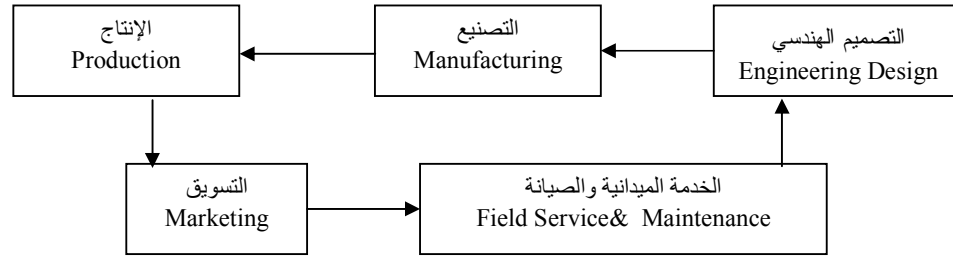 التصميم الهندسي
Engineering Design
التصنيع
Manufacturing
الإنتاج
Production
التسويق
Marketing
الخدمة الميدانية والصيانة
Field Service&  Maintenance